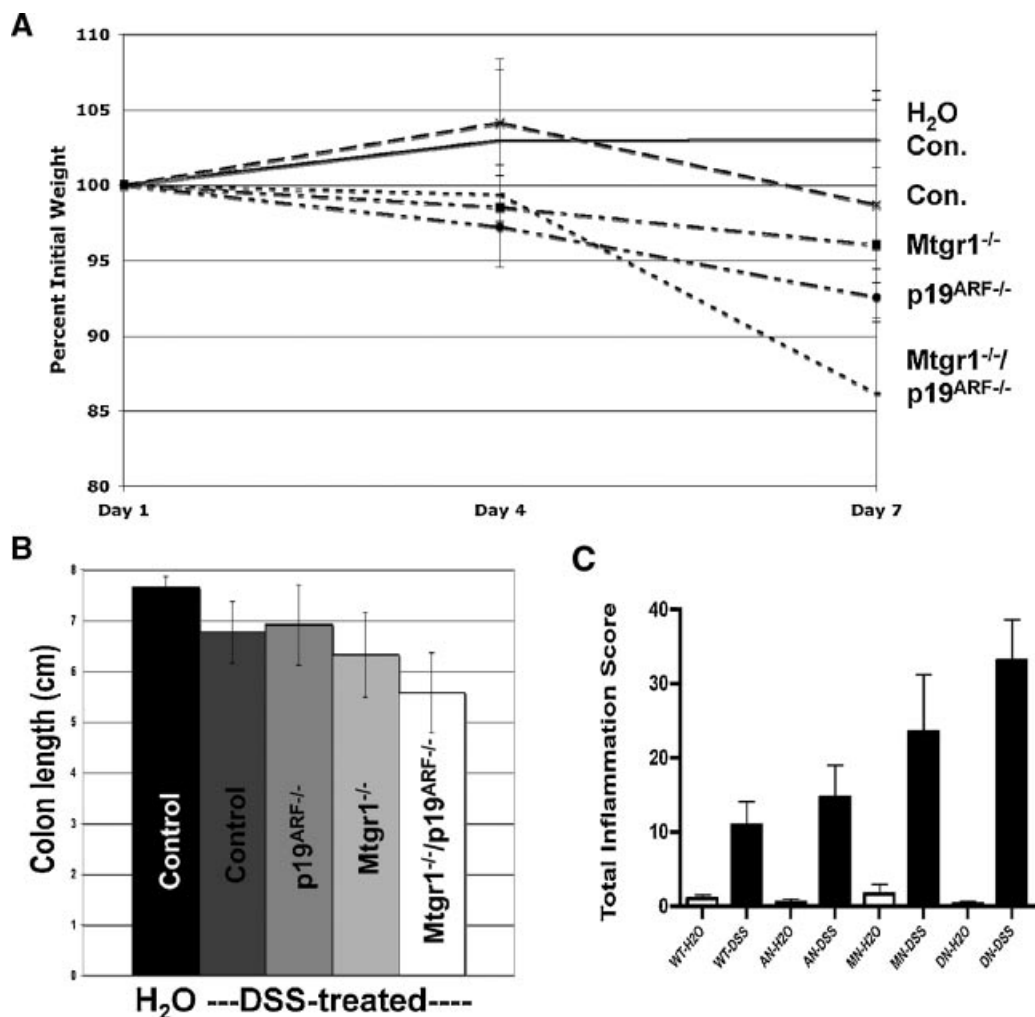 A
Percent Initial Weight
110
105
100
95
90
85
80
Day 1 Day 4 Day 7
H₂O
Con.
Con.
Mtgr1-/-
p19ARF-/-
Mtgr1-/-/
p19ARF-/-
B
Colon length (cm)
8
7
6
5
4
3
2
1
0
Control
Control
p19ARF-/-
Mtgr1-/-
Mtgr1-/-/p19ARF-/-
H₂O ---DSS-treated----
C
Total Inflammation Score
40
30
20
10
0
WT-H2O
WT-DSS
AN-H2O
AN-DSS
MN-H2O
MN-DSS
DN-H2O
DN-DSS